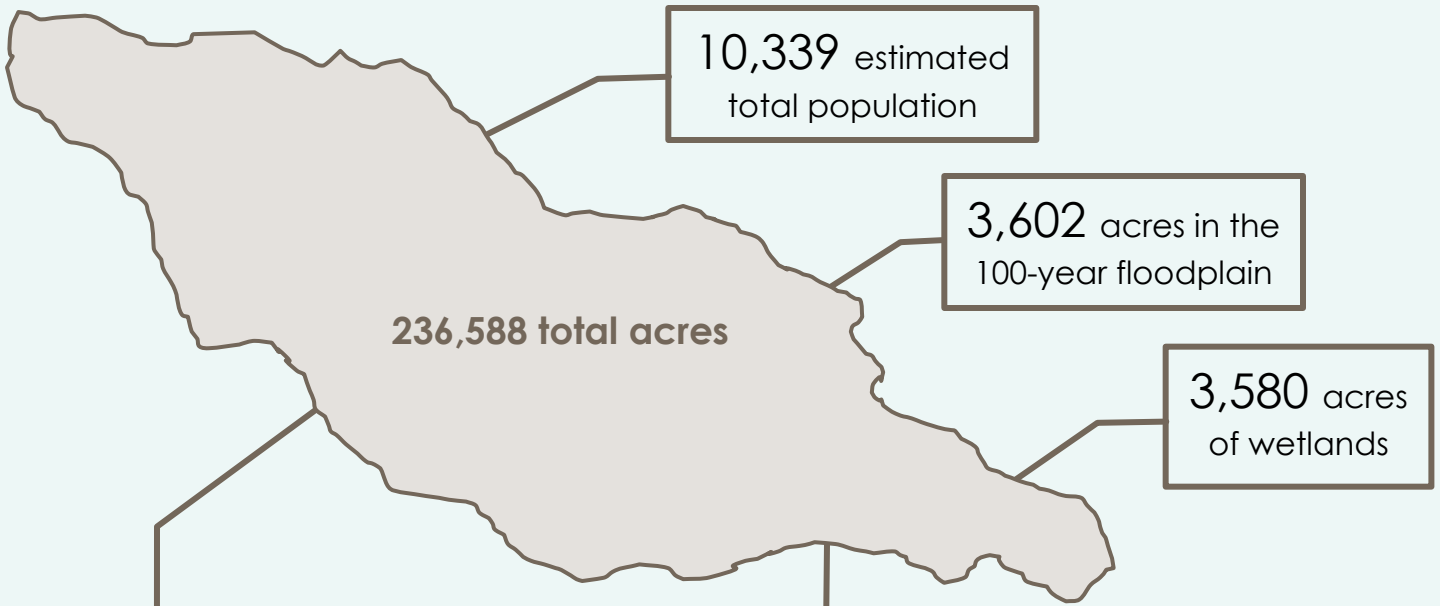 10,339 estimated
total population
3,602 acres in the
100-year floodplain
236,588 total acres
3,580 acres
of wetlands